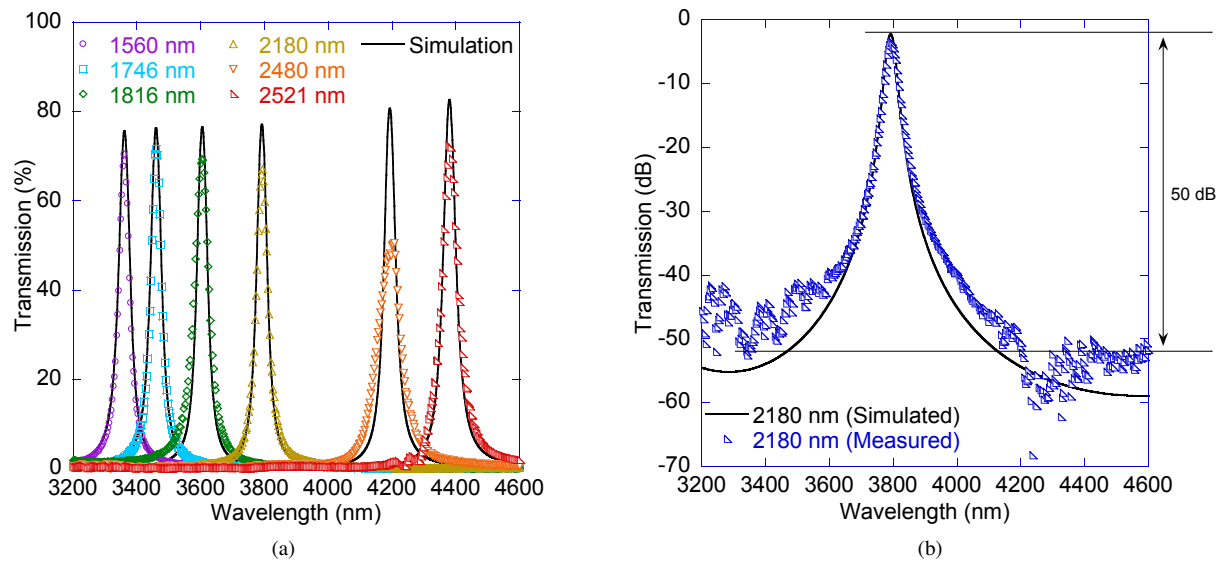 100
80
60
40
20
0
Transmission (%)
1560 nm
1746 nm
1816 nm
2180 nm
2480 nm
2521 nm
Simulation
3200 3400 3600 3800 4000 4200 4400 4600
Wavelength (nm)
(a)
0
-10
-20
-30
-40
-50
-60
-70
Transmission (dB)
50 dB
2180 nm (Simulated)
2180 nm (Measured)
3200 3400 3600 3800 4000 4200 4400 4600
Wavelength (nm)
(b)